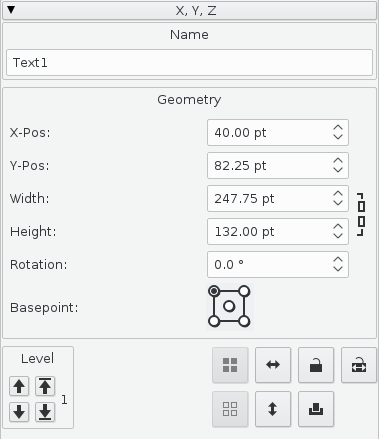 X, Y, Z
Name
Text1
Geometry
X-Pos: 40.00 pt
Y-Pos: 82.25 pt
Width: 247.75 pt
Height: 132.00 pt
Rotation: 0.0 °
Basepoint:
Level
1